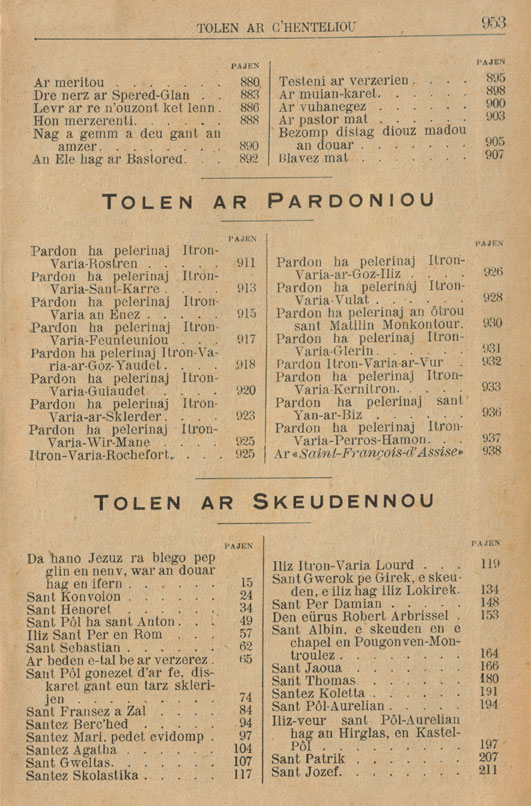 TOLEN AR C'HENTELIOU
953
PAJEN
Ar meritou . . . . . . . 880
Dre nerz ar Spered-Glan . . 883
Levr ar re n'ouzont ket lenn . 886
Hon merzerenti. . . . . . 888
Nag a gemm a deu gant an
amzer. . . . . . . . . 890
An Ele hag ar Bastored. . . 892
PAJEN
Testeni ar verzerien . . . . 895
Ar mulan-karet. . . . . . 898
Ar vuhanegez . . . . . . 900
Ar pastor mat . . . . . . 903
Bezomp distag diouz madou
an douar . . . . . . . 905
Blavez mat . . . . . . . 907
TOLEN AR PARDONIOU
PAJEN
Pardon ha pelerinaj Itron-
Varia-Rostren . . . . . 911
Pardon ha pelerinaj Itron-
Varia-Sant-Karre . . . . 913
Pardon ha pelerinaj Itron-
Varia an Enez . . . . . 915
Pardon ha pelerinaj Itron-
Varia-Feunteuniou . . . 917
Pardon ha pelerinaj Itron-Va-
ria-ar-Goz-Yaudet. . . . 918
Pardon ha pelerinaj Itron-
Varia-Guiaudet . . . . 920
Pardon ha pelerinaj Itron-
Varia-ar-Sklerder. . . . 923
Pardon ha pelerinaj Itron-
Varia-Wir-Mane . . . . 925
Itron-Varia-Rochefort. . . . 925
PAJEN
Pardon ha pelerinaj Itron-
Varia-ar-Goz-Iliz . . . . 926
Pardon ha pelerinaj Itron-
Varia-Vulat . . . . . . 928
Pardon ha pelerinaj an ôtrou
sant Matilin Monkontour. 930
Pardon ha pelerinaj Itron-
Varia-Glerin . . . . . . 931
Pardon Itron-Varia-ar-Vur 932
Pardon ha pelerinaj Itron-
Varia-Kernitron. . . . . 933
Pardon ha pelerinaj sant
Yan-ar-Biz . . . . . . 936
Pardon ha pelerinaj Itron-
Varia-Perros-Hamon. . . 937
Ar «Saint-François-d'Assise» 938
TOLEN AR SKEUDENNOU
PAJEN
Da hano Jezuz ra blego pep
glin en nenv, war an douar
hag en ifern . . . . . . 15
Sant Konvoion . . . . . 24
Sant Henoret . . . . . . 34
Sant Pôl ha sant Anton . . . 49
Iliz Sant Per en Rom . . . 57
Sant Sebastian . . . . . . 62
Ar beden e-tal be ar verzerez . 65
Sant Pôl gonezet d'ar fe, dis-
karet gant eun tarz skleri-
jen . . . . . . . . . 74
Sant Fransez a Zal . . . . 84
Santez Berc'hed . . . . . 94
Santez Mari, pedet evidomp . 97
Santez Agatha . . . . . . 104
Sant Gweltas. . . . . . . 107
Santez Skolastika . . . . . 117
PAJEN
Iliz Itron-Varia Lourd . . . 119
Sant Gwerok pe Girek, e skeu-
den, e iliz hag iliz Lokirek. 134
Sant Per Damian . . . . . 148
Den eürus Robert Arbrissel . 153
Sant Albin, e skeuden en e
chapel en Pougonven-Mon-
troulez . . . . . . . . 164
Sant Jaoua . . . . . . . 166
Sant Thomas . . . . . . 180
Santez Koletta . . . . . . 191
Sant Pôl-Aurelian . . . . . 194
Iliz-veur sant Pôl-Aurelian
hag an Hirglas, en Kastel-
Pôl . . . . . . . . . 197
Sant Patrik . . . . . . . 207
Sant Jozef. . . . . . . . 211